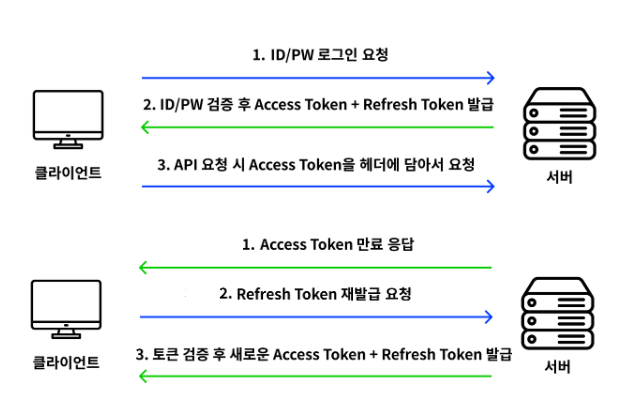 1. ID/PW 로그인 요청
2. ID/PW 검증 후 Access Token + Refresh Token 발급
3. API 요청 시 Access Token을 헤더에 담아서 요청
클라이언트
서버
1. Access Token 만료 응답
2. Refresh Token 재발급 요청
3. 토큰 검증 후 새로운 Access Token + Refresh Token 발급
클라이언트
서버